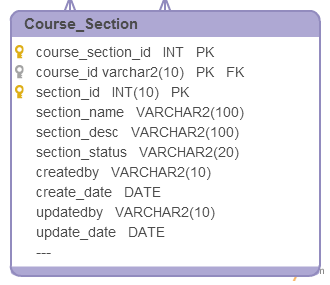 Course_Section
course_section_id INT PK
course_id varchar2(10) PK FK
section_id INT(10) PK
section_name VARCHAR2(100)
section_desc VARCHAR2(100)
section_status VARCHAR2(20)
createdby VARCHAR2(10)
create_date DATE
updatedby VARCHAR2(10)
update_date DATE
---